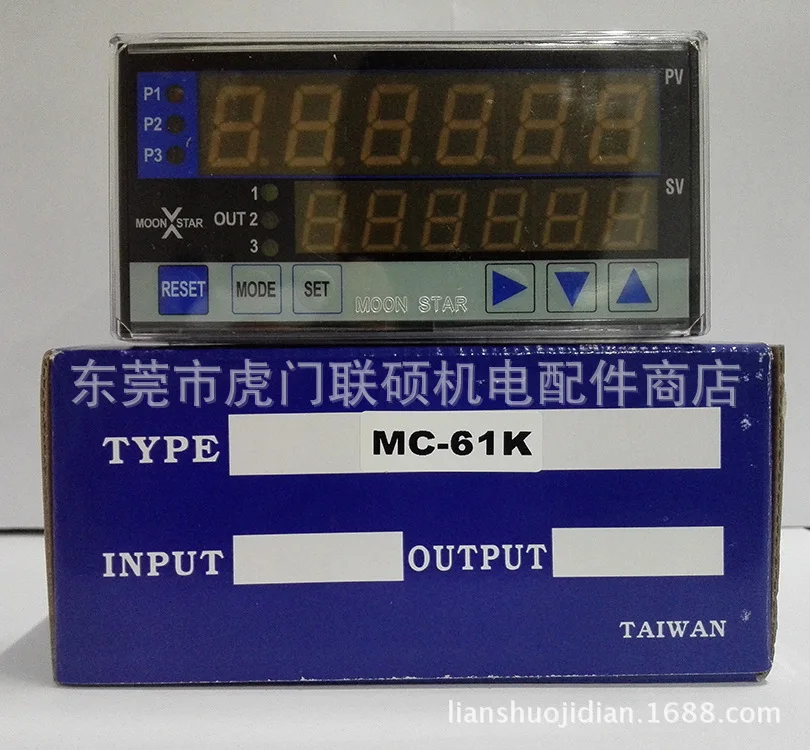 PV
P1
P2
P3
SV
1
MOON STAR OUT 2
3
RESET MODE SET
MOON STAR
东莞市虎门联硕机电配件商店
TYPE MC-61K
INPUT OUTPUT
TAIWAN
lianshuojidian.1688.com